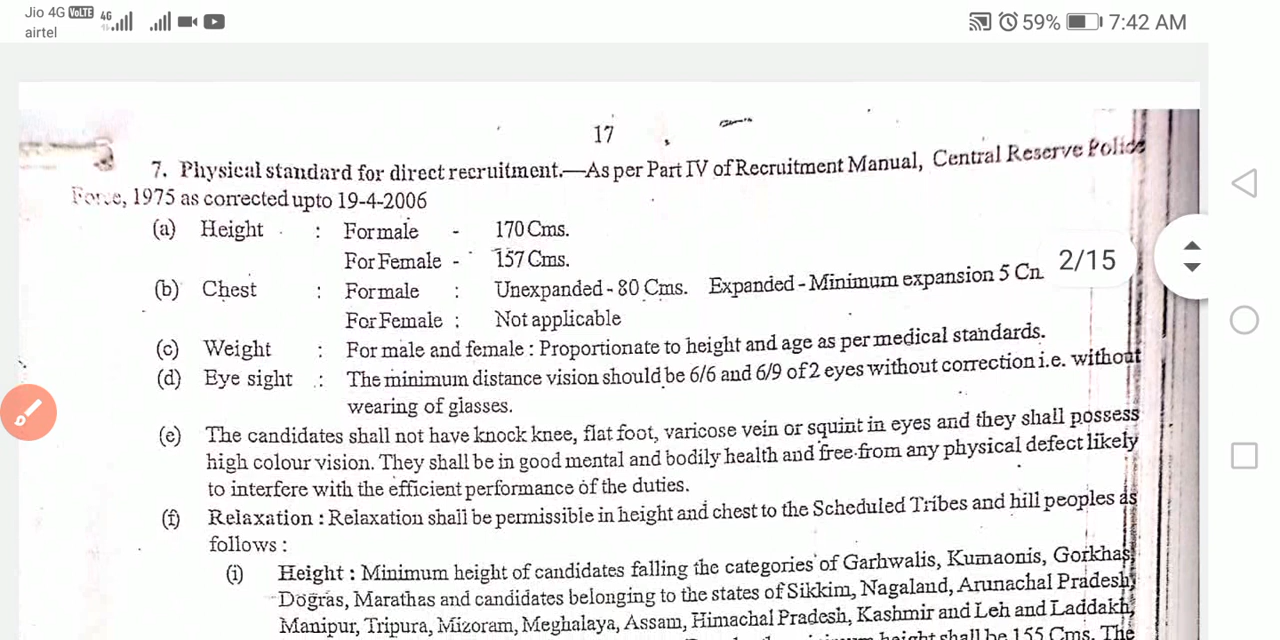 Jio 4G VoLTE 4G
airtel
59% 7:42 AM
17
7. Physical standard for direct recruitment.—As per Part IV of Recruitment Manual, Central Reserve Police
Force, 1975 as corrected upto 19-4-2006
(a) Height : For male - 170 Cms.
For Female - 157 Cms.
2/15
(b) Chest : For male : Unexpanded - 80 Cms. Expanded - Minimum expansion 5 Cm
For Female : Not applicable
(c) Weight : For male and female : Proportionate to height and age as per medical standards.
(d) Eye sight : The minimum distance vision should be 6/6 and 6/9 of 2 eyes without correction i.e. without
wearing of glasses.
(e) The candidates shall not have knock knee, flat foot, varicose vein or squint in eyes and they shall possess
high colour vision. They shall be in good mental and bodily health and free from any physical defect likely
to interfere with the efficient performance of the duties.
(f) Relaxation : Relaxation shall be permissible in height and chest to the Scheduled Tribes and hill peoples as
follows :
(i) Height : Minimum height of candidates falling the categories of Garhwalis, Kumaonis, Gorkhas,
Dogras, Marathas and candidates belonging to the states of Sikkim, Nagaland, Arunachal Pradesh,
Manipur, Tripura, Mizoram, Meghalaya, Assam, Himachal Pradesh, Kashmir and Leh and Laddakh,
height shall be 155 Cms. The